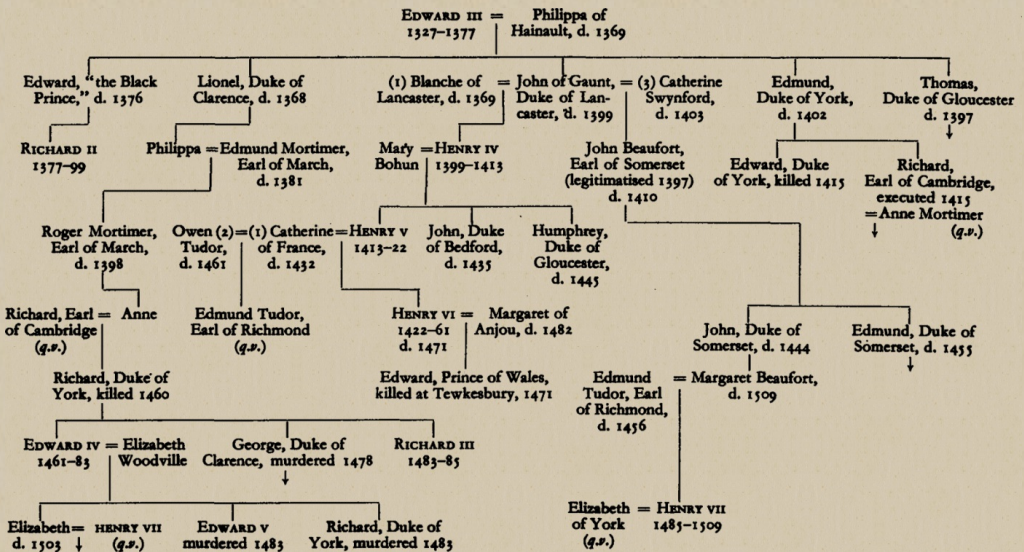 EDWARD III = Philippa of
1327–1377 Hainault, d. 1369
Edward, "the Black
Prince," d. 1376
Lionel, Duke of
Clarence, d. 1368
(1) Blanche of
Lancaster, d. 1369
= John of Gaunt, =
Duke of Lan-
caster, d. 1399
(3) Catherine
Swynford,
d. 1403
Edmund,
Duke of York,
d. 1402
Thomas,
Duke of Gloucester
d. 1397
RICHARD II
1377–99
Philippa = Edmund Mortimer,
Earl of March,
d. 1381
Mary = HENRY IV
Bohun 1399–1413
John Beaufort,
Earl of Somerset
(legitimatised 1397)
d. 1410
Edward, Duke
of York, killed 1415
Richard,
Earl of Cambridge,
executed 1415
= Anne Mortimer
(q.v.)
Roger Mortimer,
Earl of March,
d. 1398
Owen (2) = (1) Catherine = HENRY V
Tudor, of France, 1413–22
d. 1461 d. 1432
John, Duke
of Bedford,
d. 1435
Humphrey,
Duke of
Gloucester,
d. 1445
Richard, Earl = Anne
of Cambridge
(q.v.)
Edmund Tudor,
Earl of Richmond
(q.v.)
HENRY VI = Margaret of
1422–61 Anjou, d. 1482
d. 1471
John, Duke of
Somerset, d. 1444
Edmund, Duke of
Somerset, d. 1455
Richard, Duke of
York, killed 1460
Edward, Prince of Wales,
killed at Tewkesbury, 1471
Edmund = Margaret Beaufort,
Tudor, Earl d. 1509
of Richmond,
d. 1456
EDWARD IV = Elizabeth
1461–83 Woodville
George, Duke of
Clarence, murdered 1478
RICHARD III
1483–85
Elizabeth = HENRY VII
of York 1485–1509
(q.v.)
Elizabeth = HENRY VII
d. 1503 (q.v.)
EDWARD V
murdered 1483
Richard, Duke of
York, murdered 1483